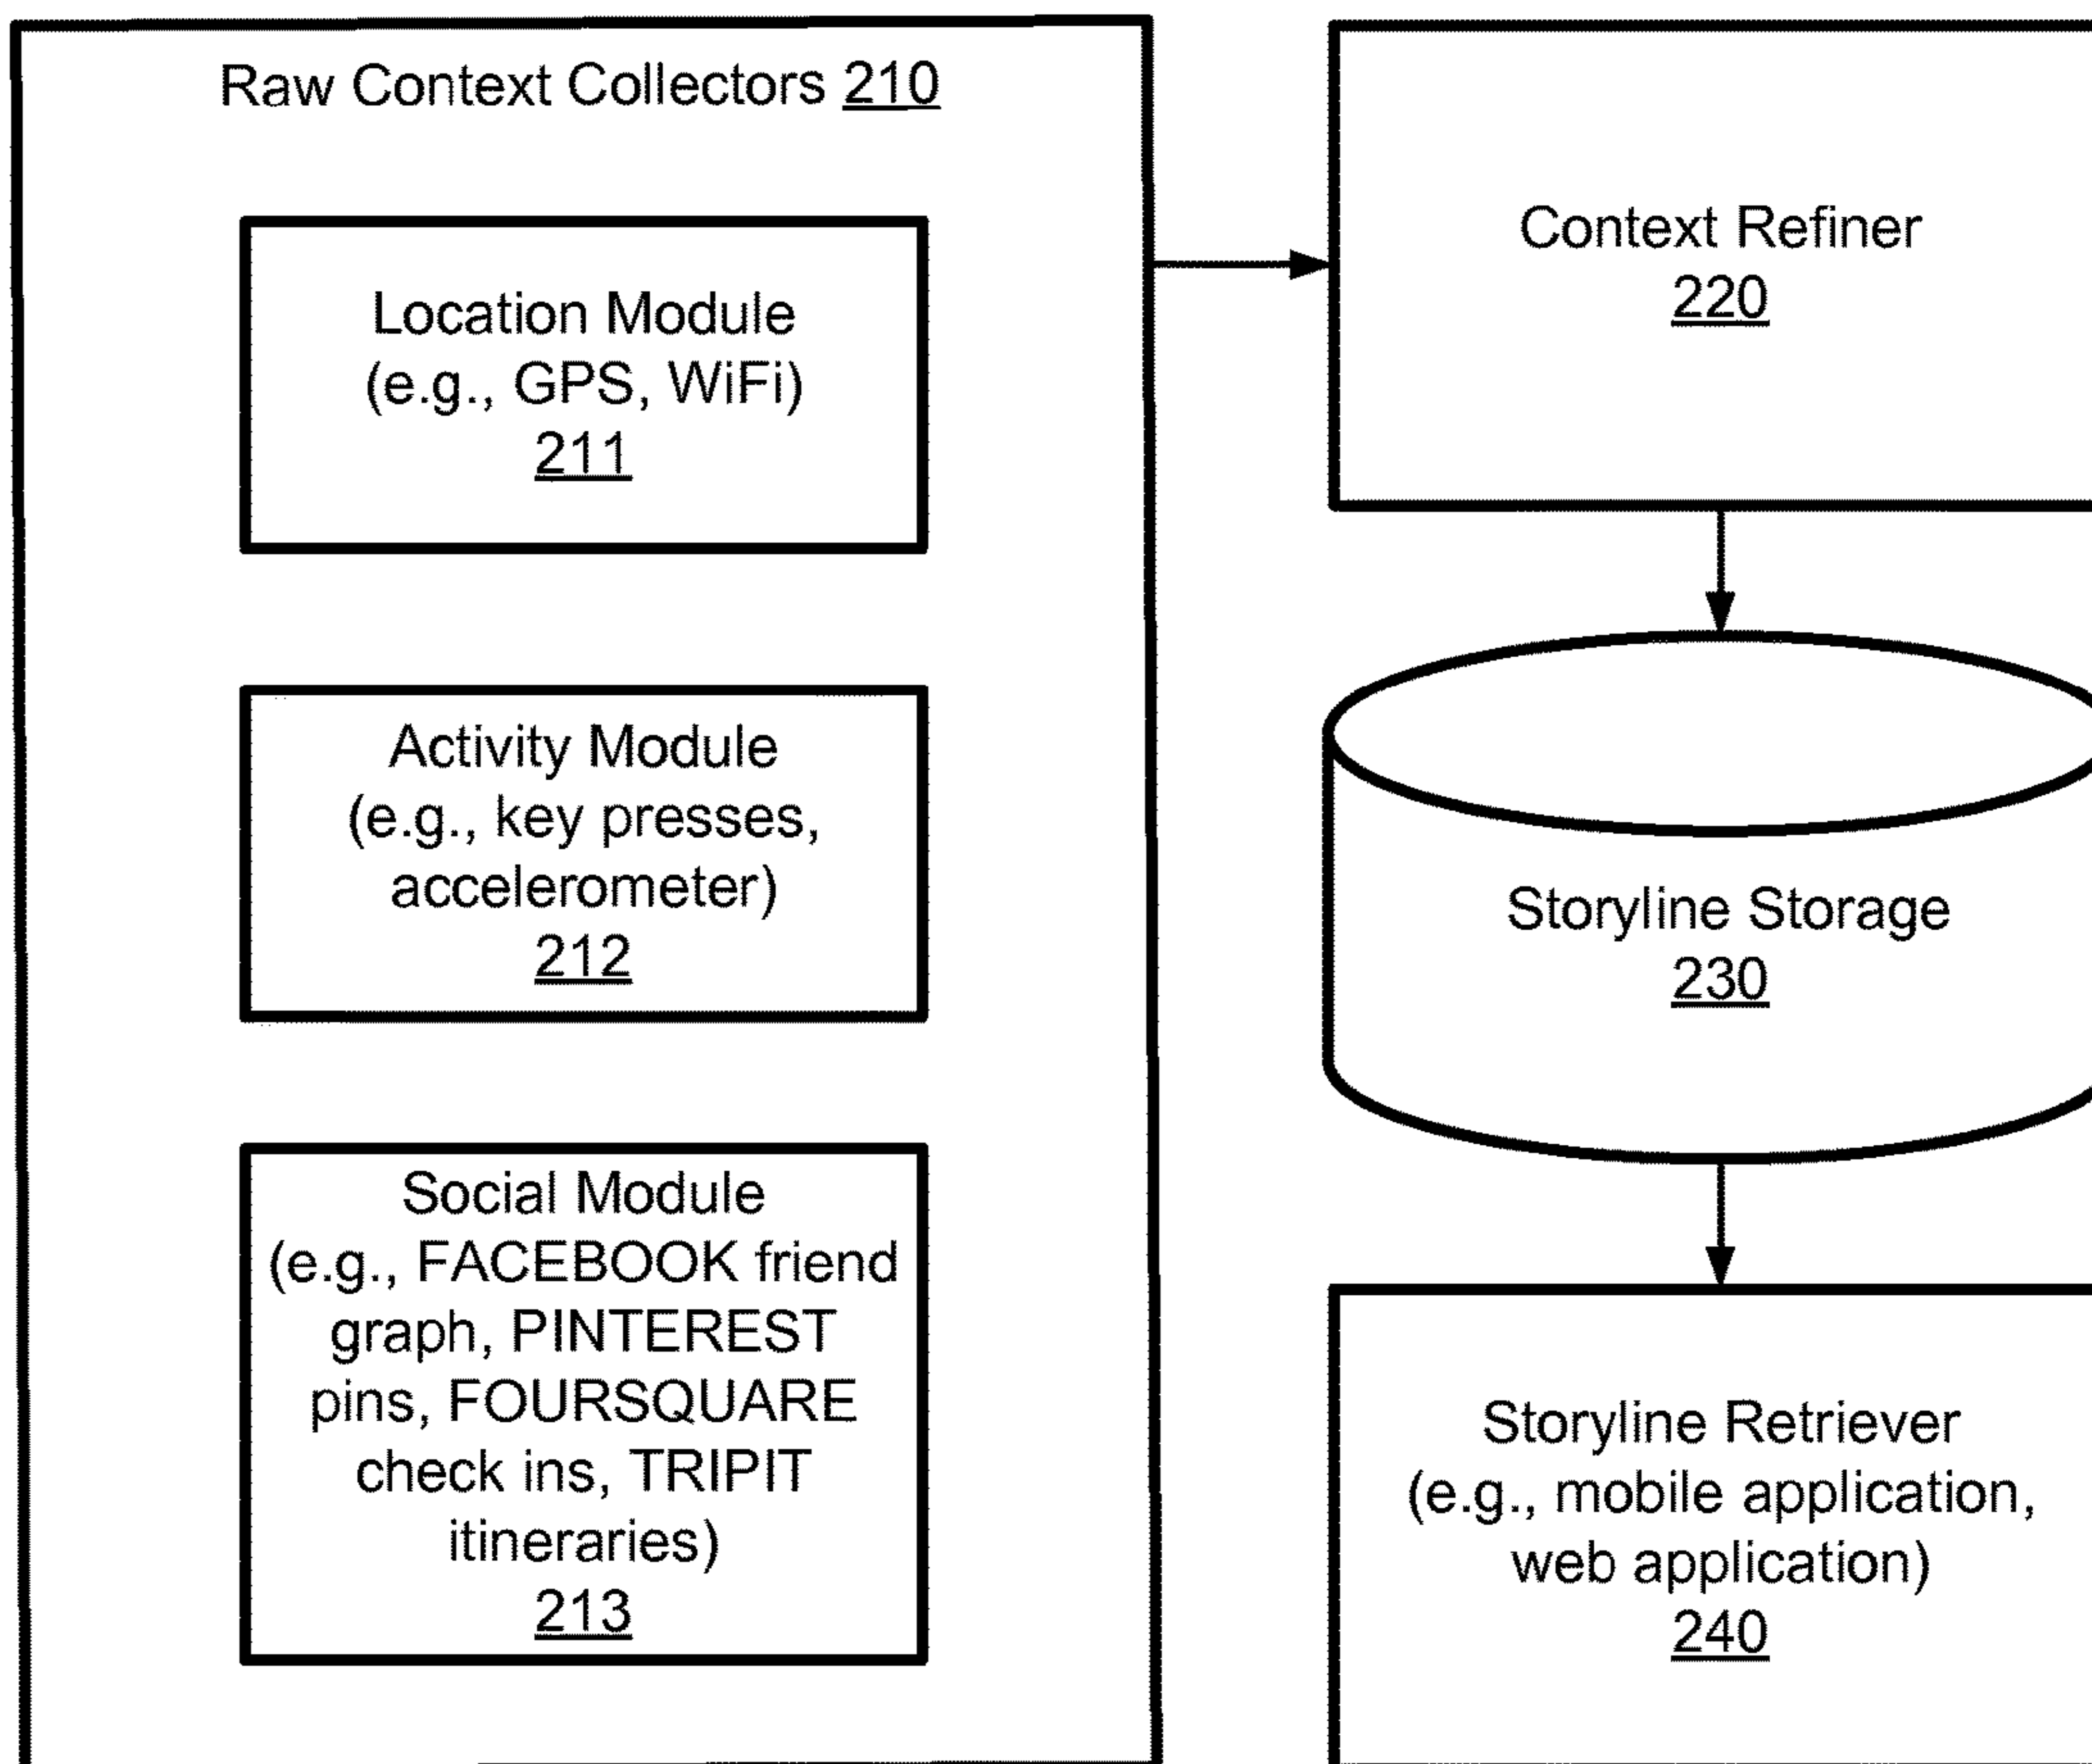 Raw Context Collectors 210
Location Module
(e.g., GPS, WiFi)
211
Activity Module
(e.g., key presses,
accelerometer)
212
Social Module
(e.g., FACEBOOK friend
graph, PINTEREST
pins, FOURSQUARE
check ins, TRIPIT
itineraries)
213
Context Refiner
220
Storyline Storage
230
Storyline Retriever
(e.g., mobile application,
web application)
240